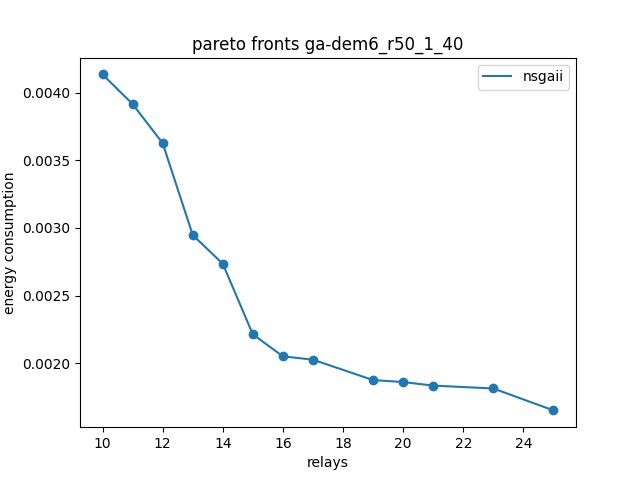 pareto fronts ga-dem6_r50_1_40
nsgaii
0.0040
0.0035
0.0030
0.0025
0.0020
energy consumption
10 12 14 16 18 20 22 24
relays